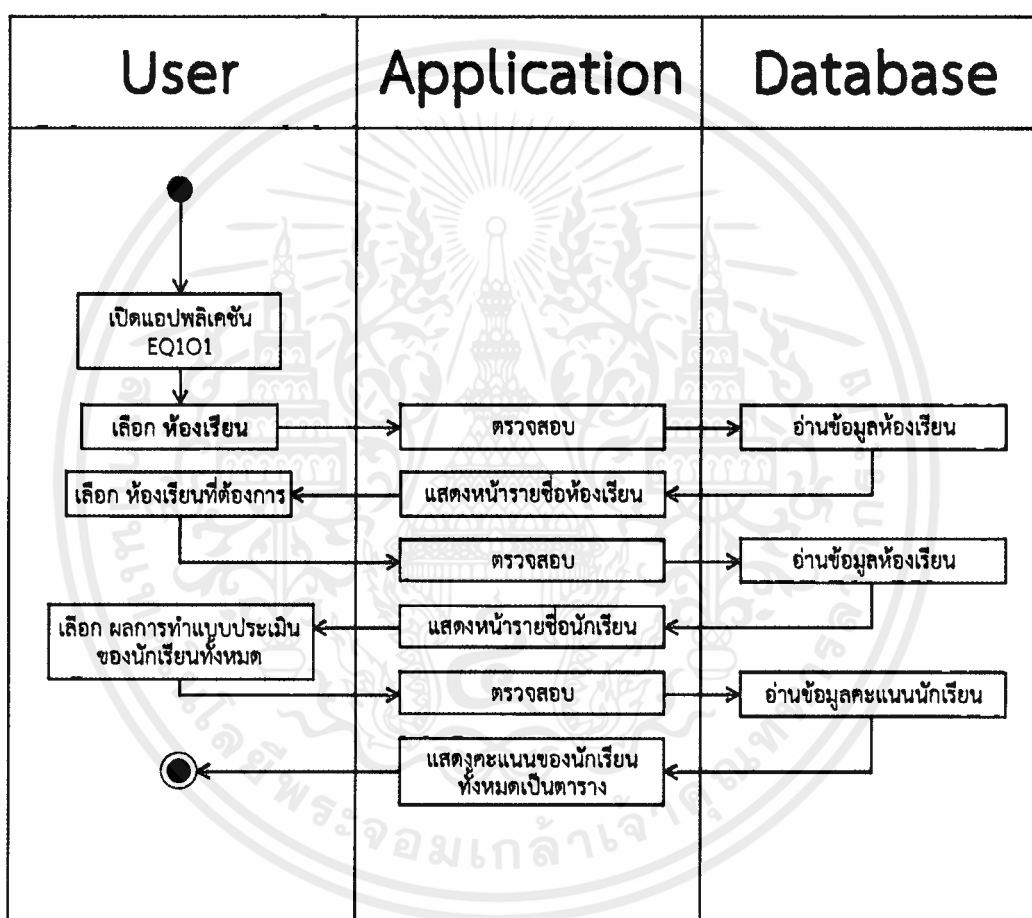 User
Application
Database
เปิดแอปพลิเคชัน
EQ101
เลือก ห้องเรียน
ตรวจสอบ
อ่านข้อมูลห้องเรียน
เลือก ห้องเรียนที่ต้องการ
แสดงหน้ารายชื่อห้องเรียน
ตรวจสอบ
อ่านข้อมูลห้องเรียน
เลือก ผลการทำแบบประเมิน
ของนักเรียนทั้งหมด
แสดงหน้ารายชื่อนักเรียน
ตรวจสอบ
อ่านข้อมูลคะแนนนักเรียน
แสดงคะแนนของนักเรียน
ทั้งหมดเป็นตาราง